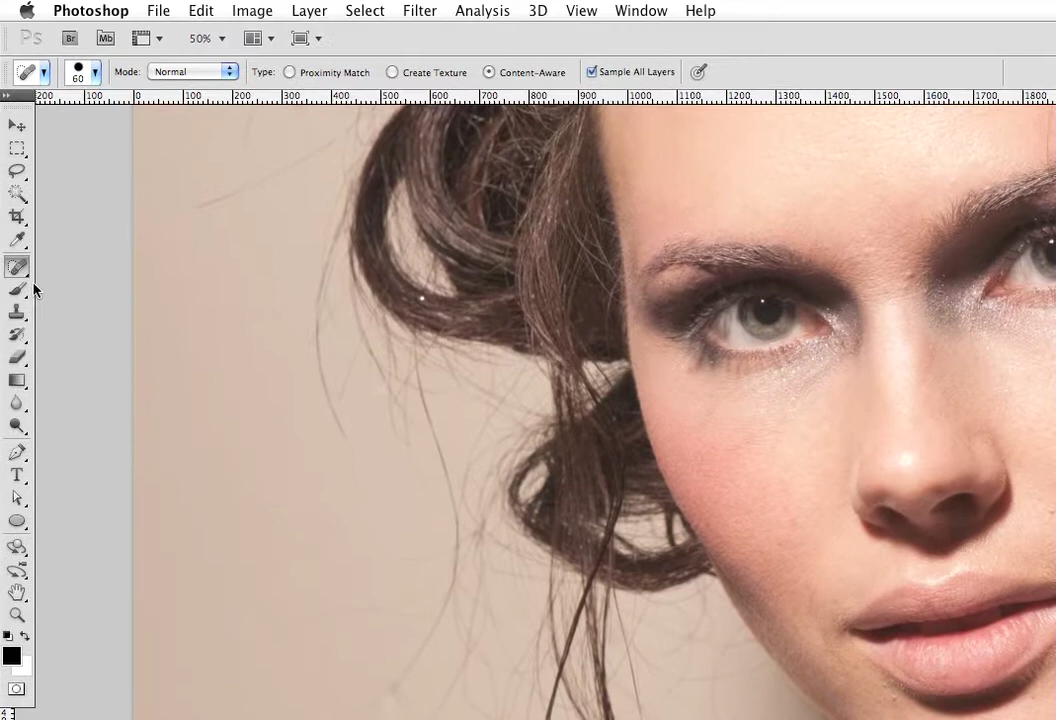 Photoshop File Edit Image Layer Select Filter Analysis 3D View Window Help
Ps Br Mb 50%
60 Mode: Normal Type: Proximity Match Create Texture Content-Aware Sample All Layers
200 100 0 100 200 300 400 500 600 700 800 900 1000 1100 1200 1300 1400 1500 1600 1700 1800
T